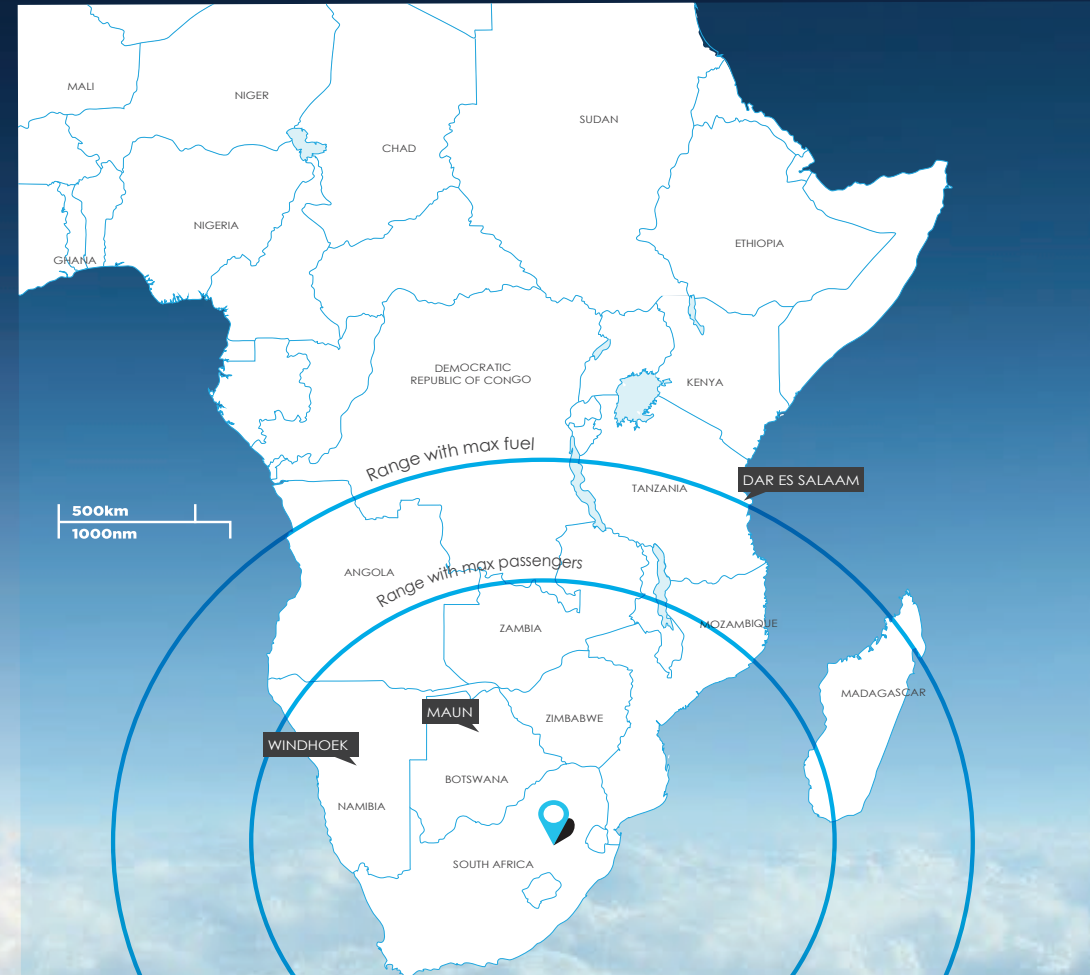 MALI
NIGER
CHAD
SUDAN
NIGERIA
GHANA
ETHIOPIA
DEMOCRATIC
REPUBLIC OF CONGO
KENYA
Range with max fuel
TANZANIA
DAR ES SALAAM
500km
1000nm
ANGOLA
Range with max passengers
ZAMBIA
MOZAMBIQUE
MADAGASCAR
MAUN
ZIMBABWE
WINDHOEK
BOTSWANA
NAMIBIA
SOUTH AFRICA